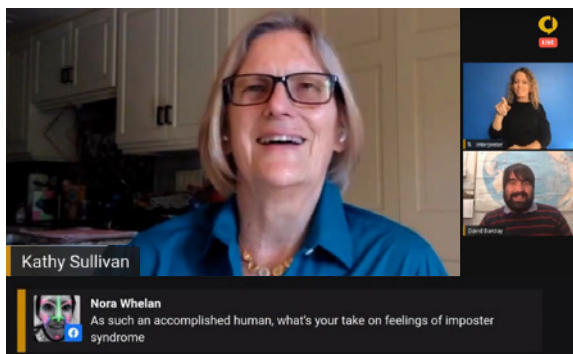 LIVE
Interpreter
David Barclay
Kathy Sullivan
Nora Whelan
As such an accomplished human, what's your take on feelings of imposter
syndrome